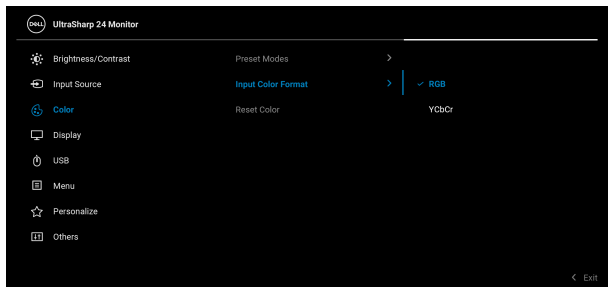 DELL UltraSharp 24 Monitor
Brightness/Contrast Preset Modes >
Input Source Input Color Format > ✓ RGB
Color Reset Color YCbCr
Display
USB
Menu
Personalize
Others
< Exit